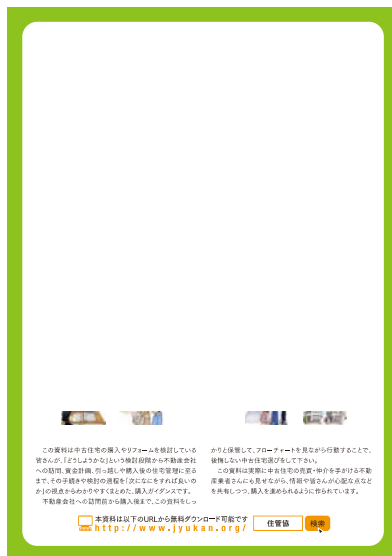 この資料は中古住宅の購入やリフォームを検討している
皆さんが、「どうしようかな」という検討段階から不動産会社
への訪問、資金計画、引っ越しや購入後の住宅管理に至る
まで、その手続きや検討の過程を「次になにをすれば良いの
か」の視点からわかりやすくまとめた、購入ガイダンスです。
不動産会社への訪問前から購入後まで、この資料をしっ
かりと保管して、フローチャートを見ながら行動することで、
後悔しない中古住宅選びをして下さい。
この資料は実際に中古住宅の売買・仲介を手がける不動
産業者さんにも見せながら、情報や皆さんが心配な点など
を共有しつつ、購入を進められるように作られています。
本資料は以下のURLから無料ダウンロード可能です
http://www.jyukan.org/
住管協
検索